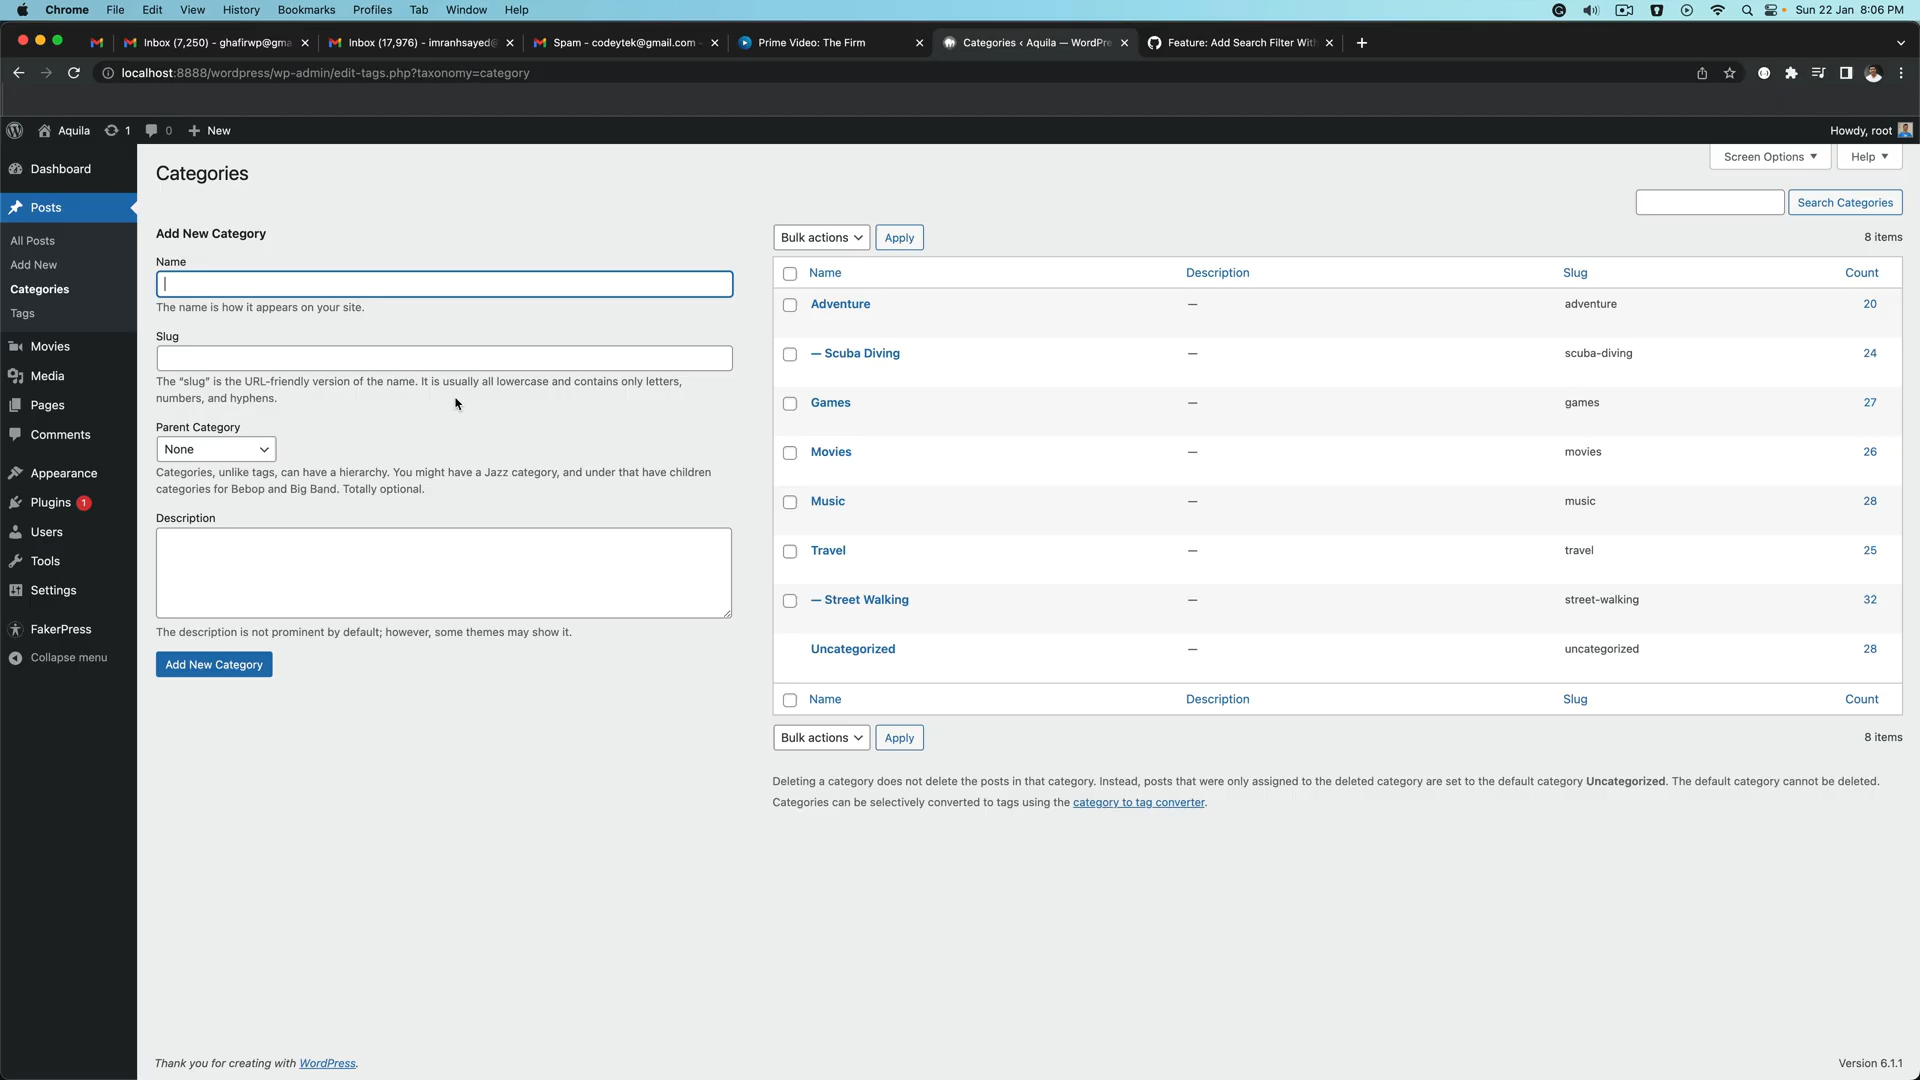 Chrome File Edit View History Bookmarks Profiles Tab Window Help Sun 22 Jan 8:06 PM
Inbox (7,250) - ghafirwp@gma Inbox (17,976) - imranhsayed@ Spam - codeytek@gmail.com - Prime Video: The Firm Categories ‹ Aquila — WordPre Feature: Add Search Filter With
localhost:8888/wordpress/wp-admin/edit-tags.php?taxonomy=category
Aquila 1 0 + New Howdy, root
Screen Options Help
Dashboard
Posts
All Posts
Add New
Categories
Tags
Movies
Media
Pages
Comments
Appearance
Plugins 1
Users
Tools
Settings
FakerPress
Collapse menu
Categories
Search Categories
Add New Category
Name
The name is how it appears on your site.
Slug
The “slug” is the URL-friendly version of the name. It is usually all lowercase and contains only letters,
numbers, and hyphens.
Parent Category
None
Categories, unlike tags, can have a hierarchy. You might have a Jazz category, and under that have children
categories for Bebop and Big Band. Totally optional.
Description
The description is not prominent by default; however, some themes may show it.
Add New Category
Bulk actions Apply 8 items
Name Description Slug Count
Adventure — adventure 20
— Scuba Diving — scuba-diving 24
Games — games 27
Movies — movies 26
Music — music 28
Travel — travel 25
— Street Walking — street-walking 32
Uncategorized — uncategorized 28
Name Description Slug Count
Bulk actions Apply 8 items
Deleting a category does not delete the posts in that category. Instead, posts that were only assigned to the deleted category are set to the default category Uncategorized. The default category cannot be deleted.
Categories can be selectively converted to tags using the category to tag converter.
Thank you for creating with WordPress. Version 6.1.1